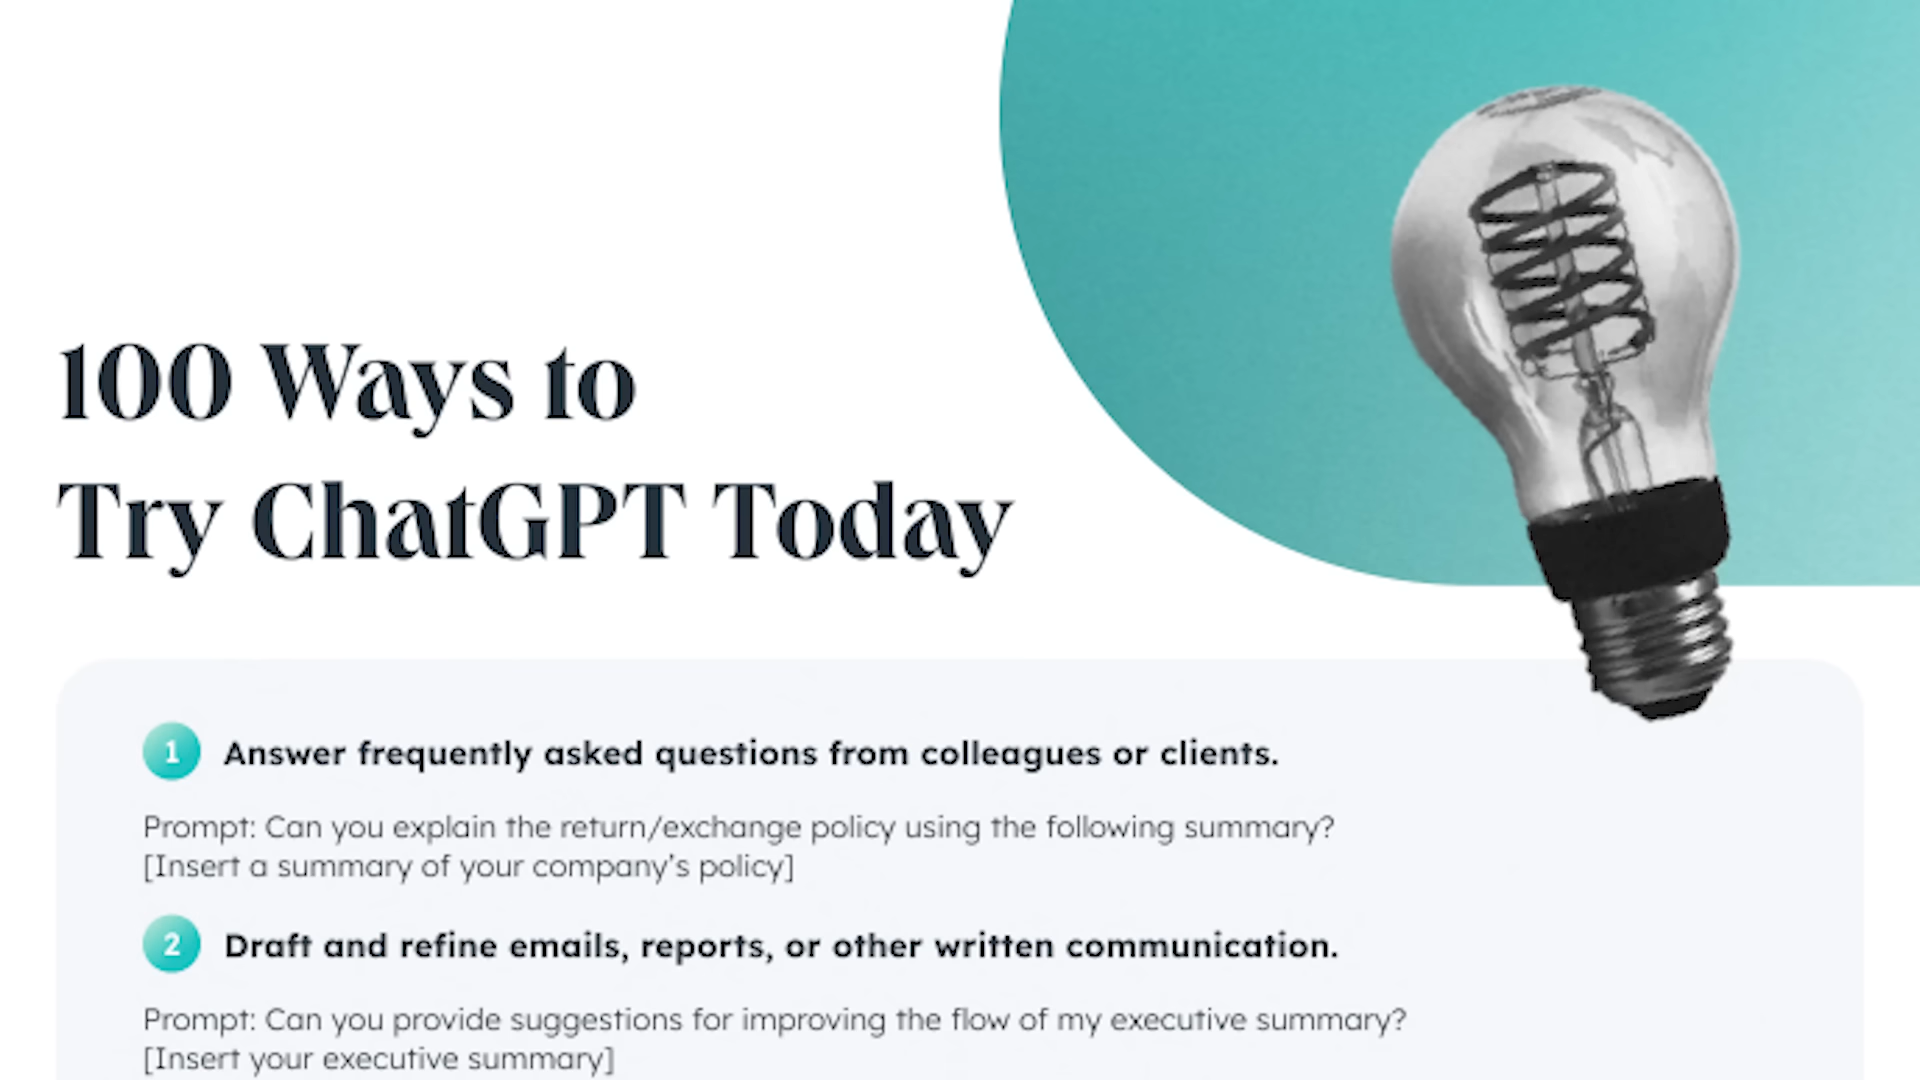 100 Ways to
Try ChatGPT Today
1 Answer frequently asked questions from colleagues or clients.
Prompt: Can you explain the return/exchange policy using the following summary?
[Insert a summary of your company’s policy]
2 Draft and refine emails, reports, or other written communication.
Prompt: Can you provide suggestions for improving the flow of my executive summary?
[Insert your executive summary]